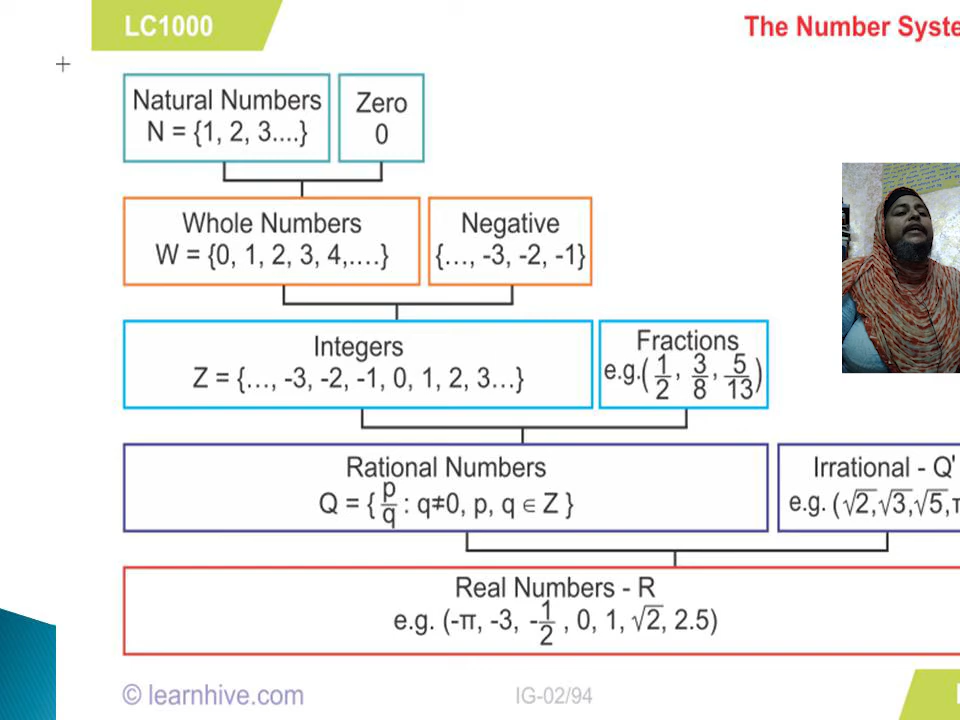 LC1000
The Number Syste
Natural Numbers
N = {1, 2, 3....}
Zero
0
Whole Numbers
W = {0, 1, 2, 3, 4,....}
Negative
{..., -3, -2, -1}
Integers
Z = {..., -3, -2, -1, 0, 1, 2, 3...}
Fractions
e.g.(1/2, 3/8, 5/13)
Rational Numbers
Q = { p/q : q≠0, p, q ∈ Z }
Irrational - Q'
e.g. (√2,√3,√5,π
Real Numbers - R
e.g. (-π, -3, -1/2 , 0, 1, √2, 2.5)
© learnhive.com
IG-02/94